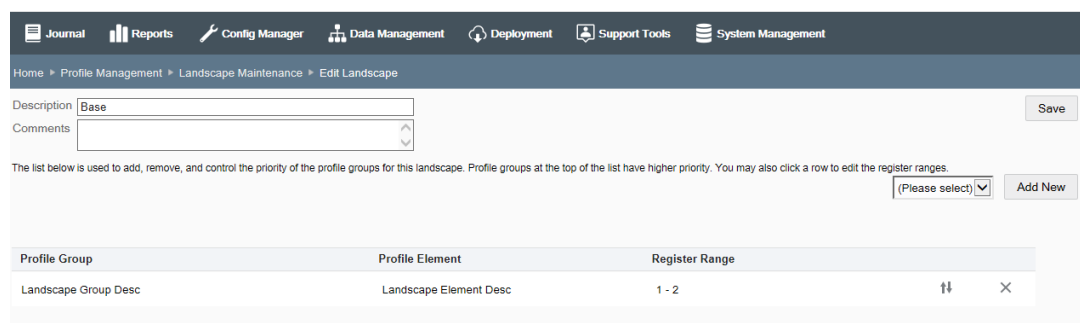 Journal Reports Config Manager Data Management Deployment Support Tools System Management
Home Profile Management Landscape Maintenance Edit Landscape
Description Base Save
Comments
The list below is used to add, remove, and control the priority of the profile groups for this landscape. Profile groups at the top of the list have higher priority. You may also click a row to edit the register ranges.
(Please select) Add New
Profile Group Profile Element Register Range
Landscape Group Desc Landscape Element Desc 1 - 2